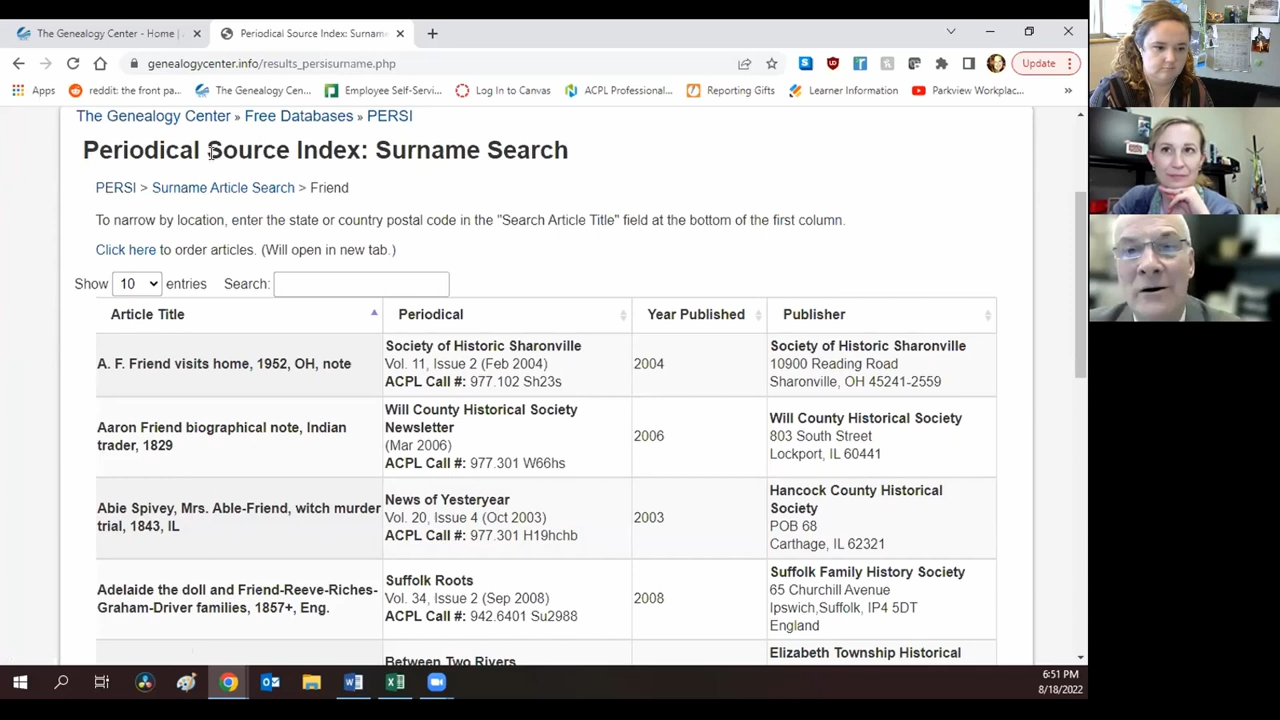 The Genealogy Center - Home |
Periodical Source Index: Surname
genealogycenter.info/results_persisurname.php
Update
Apps
reddit: the front pa...
The Genealogy Cen...
Employee Self-Servi...
Log In to Canvas
ACPL Professional...
Reporting Gifts
Learner Information
Parkview Workplac...
»
The Genealogy Center » Free Databases » PERSI
Periodical Source Index: Surname Search
PERSI > Surname Article Search > Friend
To narrow by location, enter the state or country postal code in the "Search Article Title" field at the bottom of the first column.
Click here to order articles. (Will open in new tab.)
Show 10 entries Search:
Article Title
Periodical
Year Published
Publisher
A. F. Friend visits home, 1952, OH, note
Society of Historic Sharonville
Vol. 11, Issue 2 (Feb 2004)
ACPL Call #: 977.102 Sh23s
2004
Society of Historic Sharonville
10900 Reading Road
Sharonville, OH 45241-2559
Aaron Friend biographical note, Indian
trader, 1829
Will County Historical Society
Newsletter
(Mar 2006)
ACPL Call #: 977.301 W66hs
2006
Will County Historical Society
803 South Street
Lockport, IL 60441
Abie Spivey, Mrs. Able-Friend, witch murder
trial, 1843, IL
News of Yesteryear
Vol. 20, Issue 4 (Oct 2003)
ACPL Call #: 977.301 H19hchb
2003
Hancock County Historical
Society
POB 68
Carthage, IL 62321
Adelaide the doll and Friend-Reeve-Riches-
Graham-Driver families, 1857+, Eng.
Suffolk Roots
Vol. 34, Issue 2 (Sep 2008)
ACPL Call #: 942.6401 Su2988
2008
Suffolk Family History Society
65 Churchill Avenue
Ipswich,Suffolk, IP4 5DT
England
Between Two Rivers
Elizabeth Township Historical
6:51 PM
8/18/2022